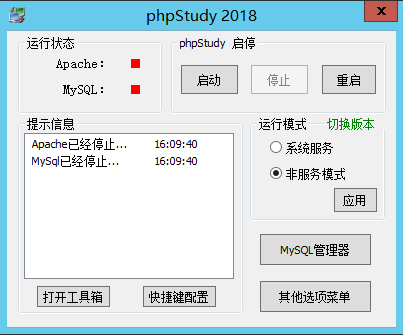 phpStudy 2018
运行状态
Apache:
MySQL:
phpStudy 启停
启动
停止
重启
提示信息
Apache已经停止... 16:09:40
MySql已经停止... 16:09:40
打开工具箱
快捷键配置
运行模式 切换版本
系统服务
非服务模式
应用
MySQL管理器
其他选项菜单